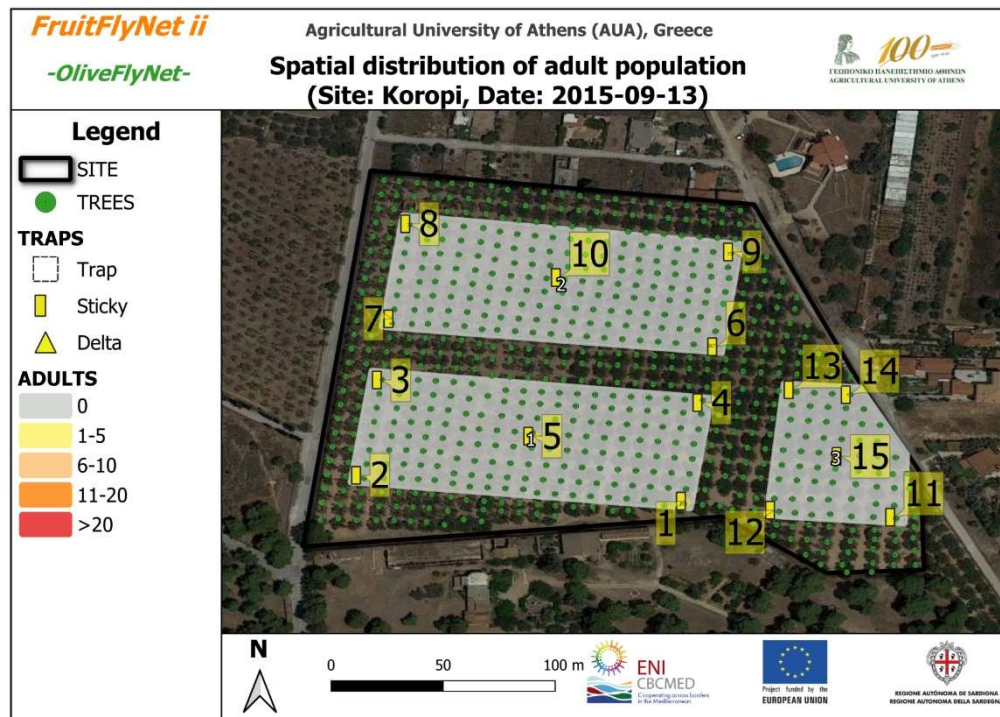 FruitFlyNet ii
-OliveFlyNet-
Agricultural University of Athens (AUA), Greece
Spatial distribution of adult population
(Site: Koropi, Date: 2015-09-13)
100
ΓΕΩΠΟΝΙΚΟ ΠΑΝΕΠΙΣΤΗΜΙΟ ΑΘΗΝΩΝ
AGRICULTURAL UNIVERSITY OF ATHENS
Legend
SITE
TREES
TRAPS
Trap
Sticky
Delta
ADULTS
0
1-5
6-10
11-20
>20
8
10
2
9
7
6
3
13
14
4
5
1
15
3
2
1
12
11
N
0 50 100 m
ENI
CBCMED
Cooperating across borders
in the Mediterranean
Project funded by the
EUROPEAN UNION
REGIONE AUTÒNOMA DE SARDIGNA
REGIONE AUTONOMA DELLA SARDEGNA